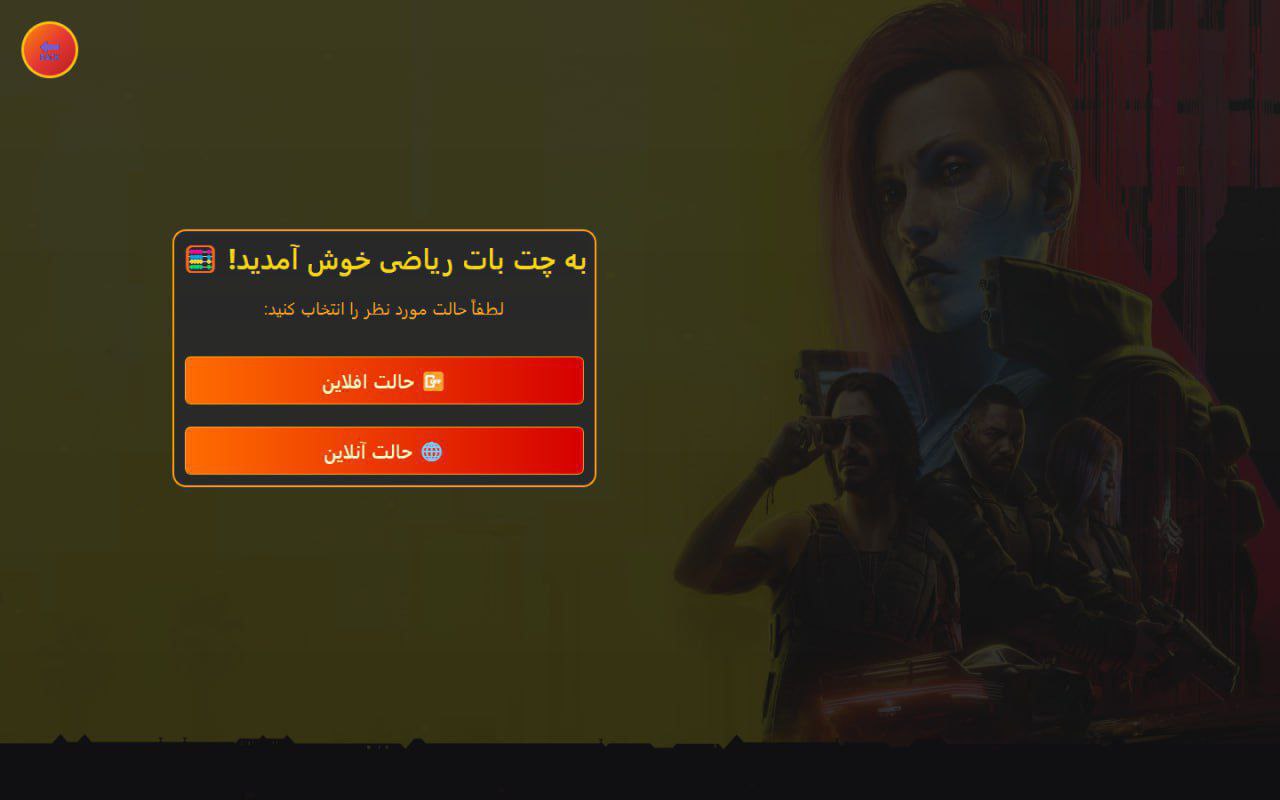 به چت بات ریاضی خوش آمدید! 🧮
لطفاً حالت مورد نظر را انتخاب کنید:
حالت افلاین
🌐 حالت آنلاین